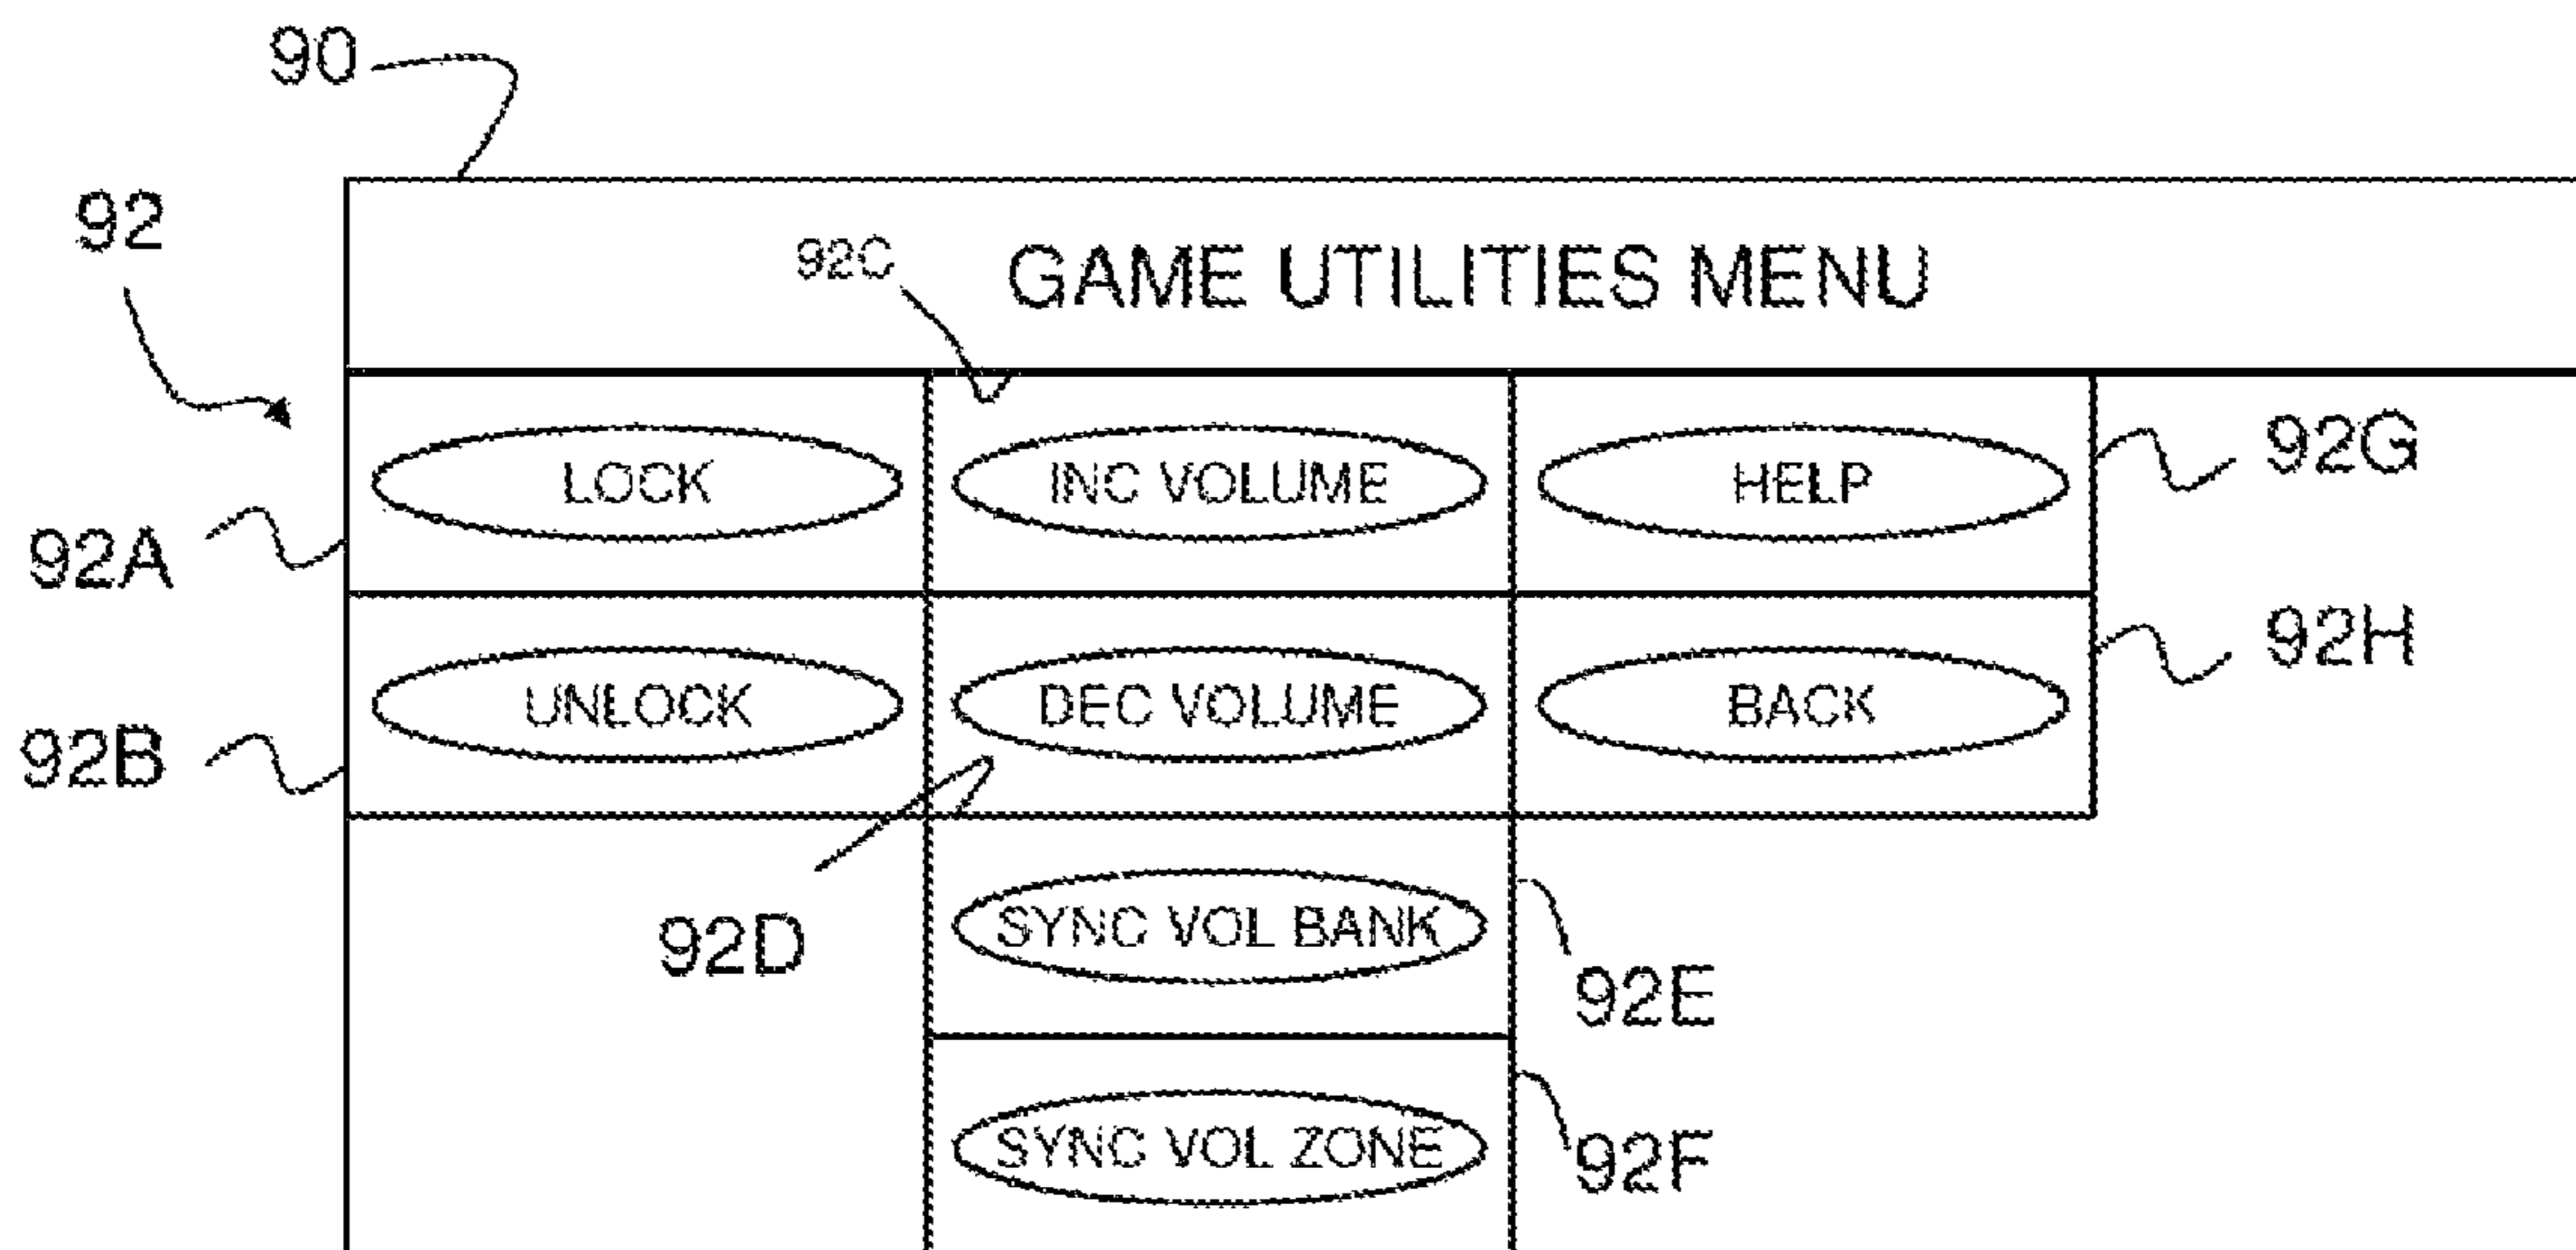 90
92
92C
GAME UTILITIES MENU
LOCK
INC VOLUME
HELP
92G
92A
UNLOCK
DEC VOLUME
BACK
92H
92B
92D
SYNC VOL BANK
92E
SYNC VOL ZONE
92F